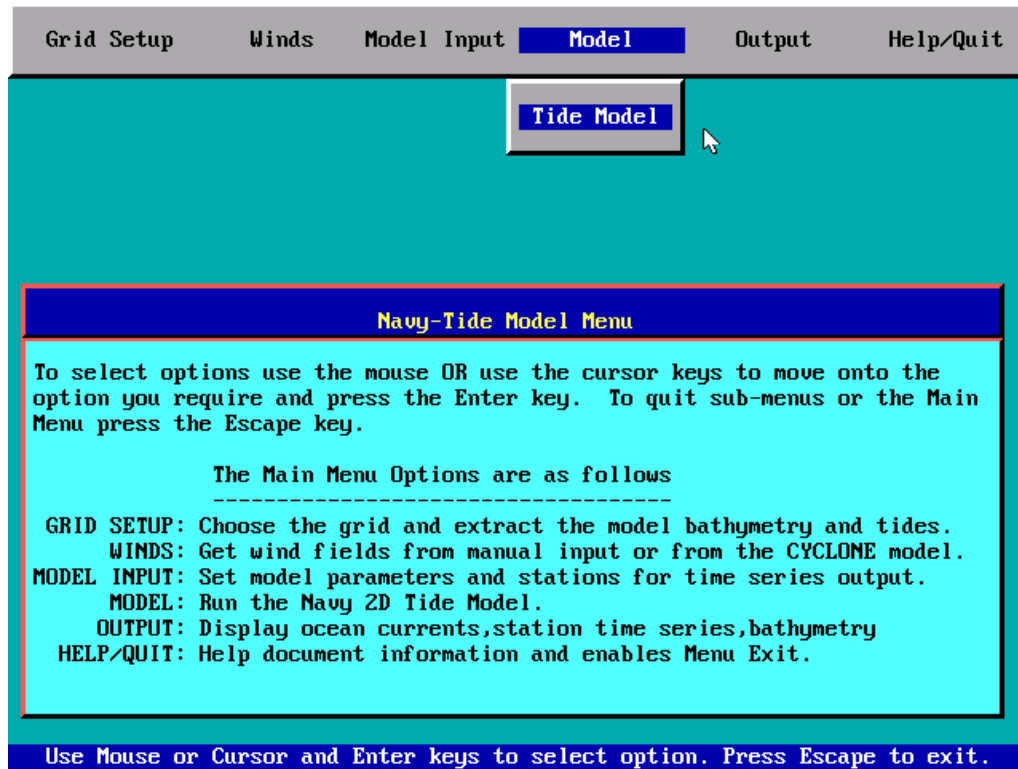 Grid Setup Winds Model Input Model Output Help/Quit
Tide Model
Navy-Tide Model Menu
To select options use the mouse OR use the cursor keys to move onto the
option you require and press the Enter key. To quit sub-menus or the Main
Menu press the Escape key.
The Main Menu Options are as follows
------------------------------------
GRID SETUP: Choose the grid and extract the model bathymetry and tides.
WINDS: Get wind fields from manual input or from the CYCLONE model.
MODEL INPUT: Set model parameters and stations for time series output.
MODEL: Run the Navy 2D Tide Model.
OUTPUT: Display ocean currents,station time series,bathymetry
HELP/QUIT: Help document information and enables Menu Exit.
Use Mouse or Cursor and Enter keys to select option. Press Escape to exit.